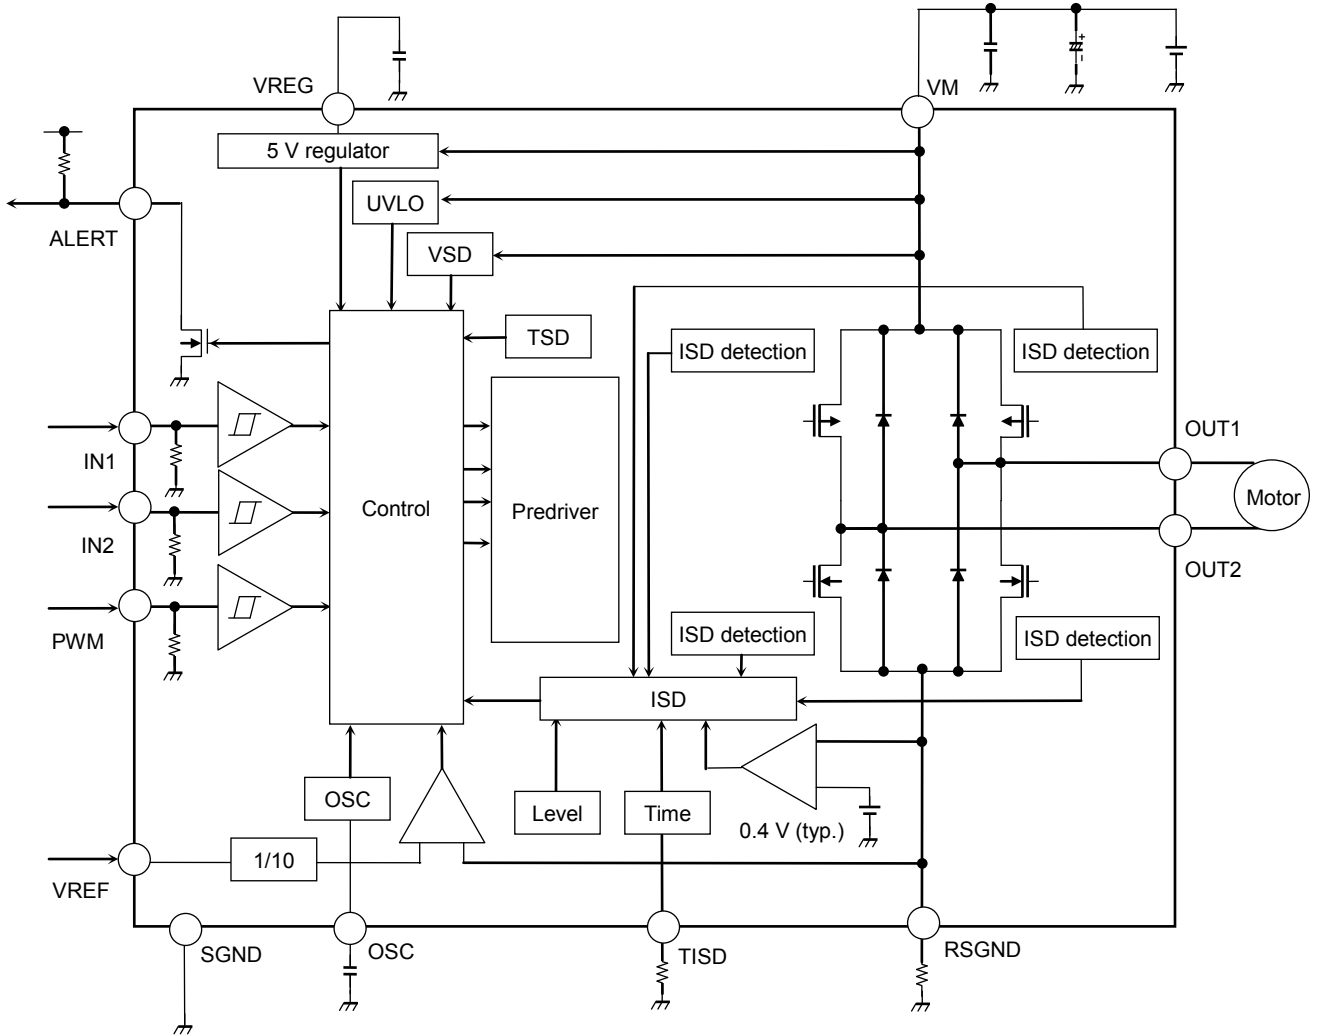 VREG
VM
5 V regulator
UVLO
ALERT
VSD
TSD
ISD detection
ISD detection
OUT1
IN1
Motor
Control
Predriver
IN2
OUT2
PWM
ISD detection
ISD detection
ISD
+
-
OSC
Level
Time
0.4 V (typ.)
1/10
VREF
SGND
OSC
TISD
RSGND